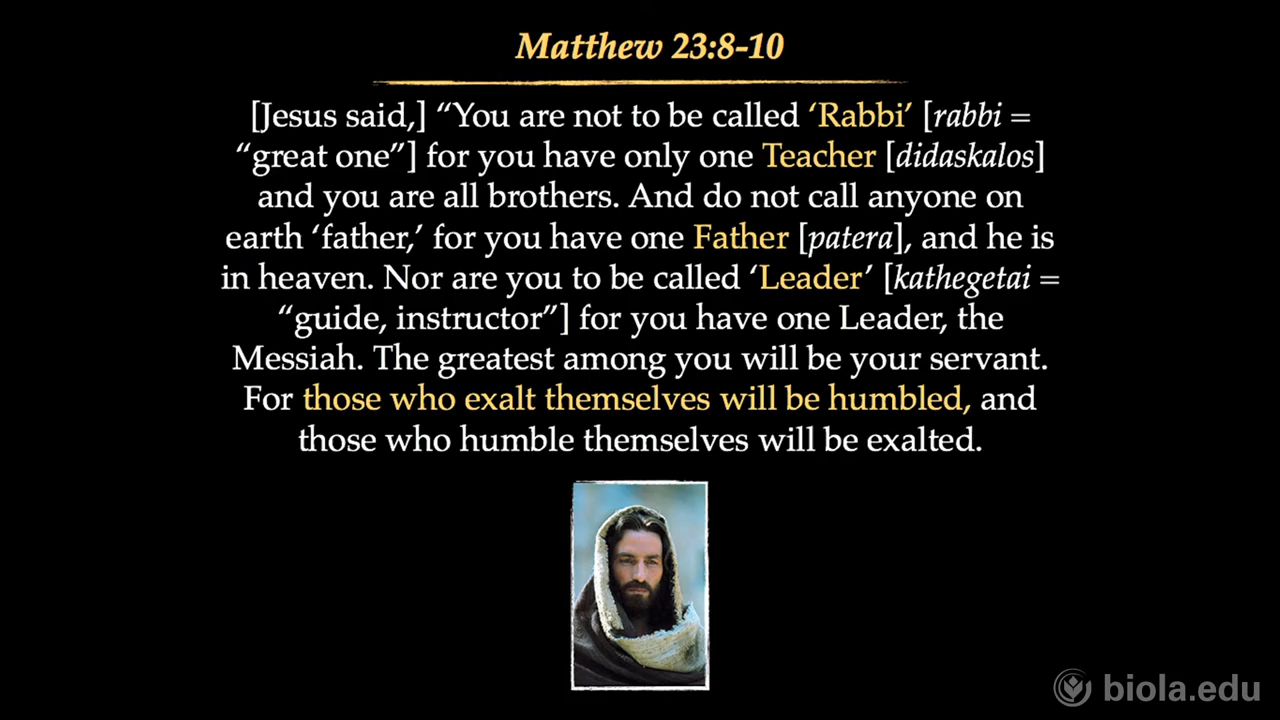 Matthew 23:8-10
[Jesus said,] “You are not to be called ‘Rabbi’ [rabbi =
“great one”] for you have only one Teacher [didaskalos]
and you are all brothers. And do not call anyone on
earth ‘father,’ for you have one Father [patera], and he is
in heaven. Nor are you to be called ‘Leader’ [kathegetai =
“guide, instructor”] for you have one Leader, the
Messiah. The greatest among you will be your servant.
For those who exalt themselves will be humbled, and
those who humble themselves will be exalted.
biola.edu